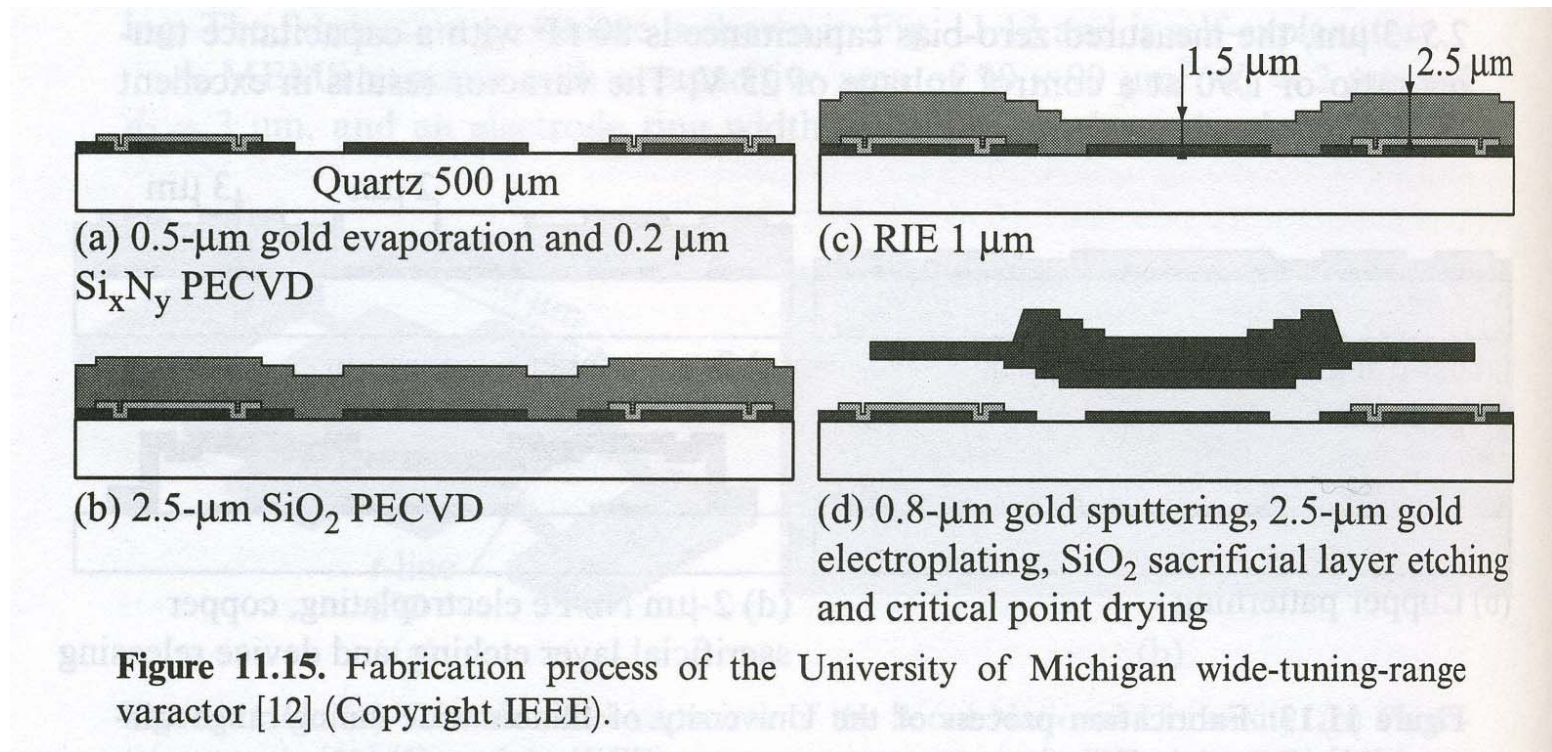 Quartz 500 μm
(a) 0.5-μm gold evaporation and 0.2 μm
SiₓNᵧ PECVD
(b) 2.5-μm SiO₂ PECVD
1.5 μm
2.5 μm
(c) RIE 1 μm
(d) 0.8-μm gold sputtering, 2.5-μm gold
electroplating, SiO₂ sacrificial layer etching
and critical point drying
Figure 11.15. Fabrication process of the University of Michigan wide-tuning-range
varactor [12] (Copyright IEEE).